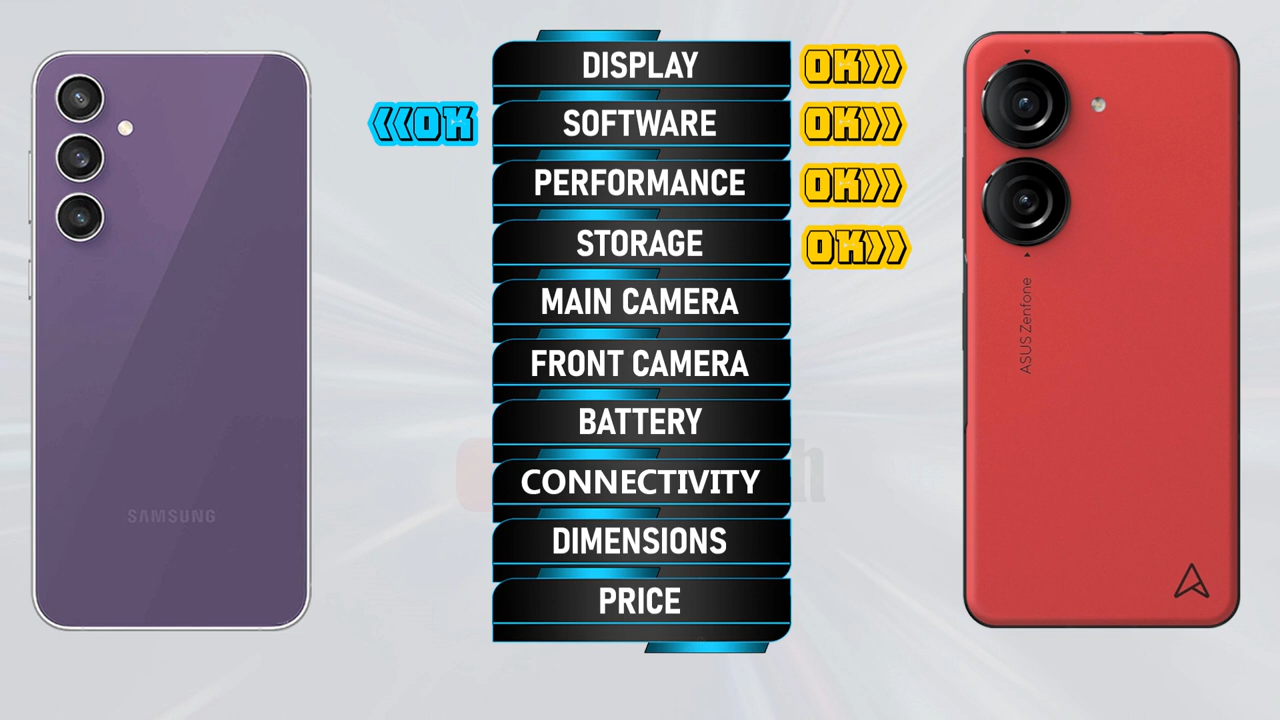 DISPLAY OK
OK SOFTWARE OK
PERFORMANCE OK
STORAGE OK
MAIN CAMERA
FRONT CAMERA
BATTERY
CONNECTIVITY
DIMENSIONS
PRICE
SAMSUNG
ASUS Zenfone